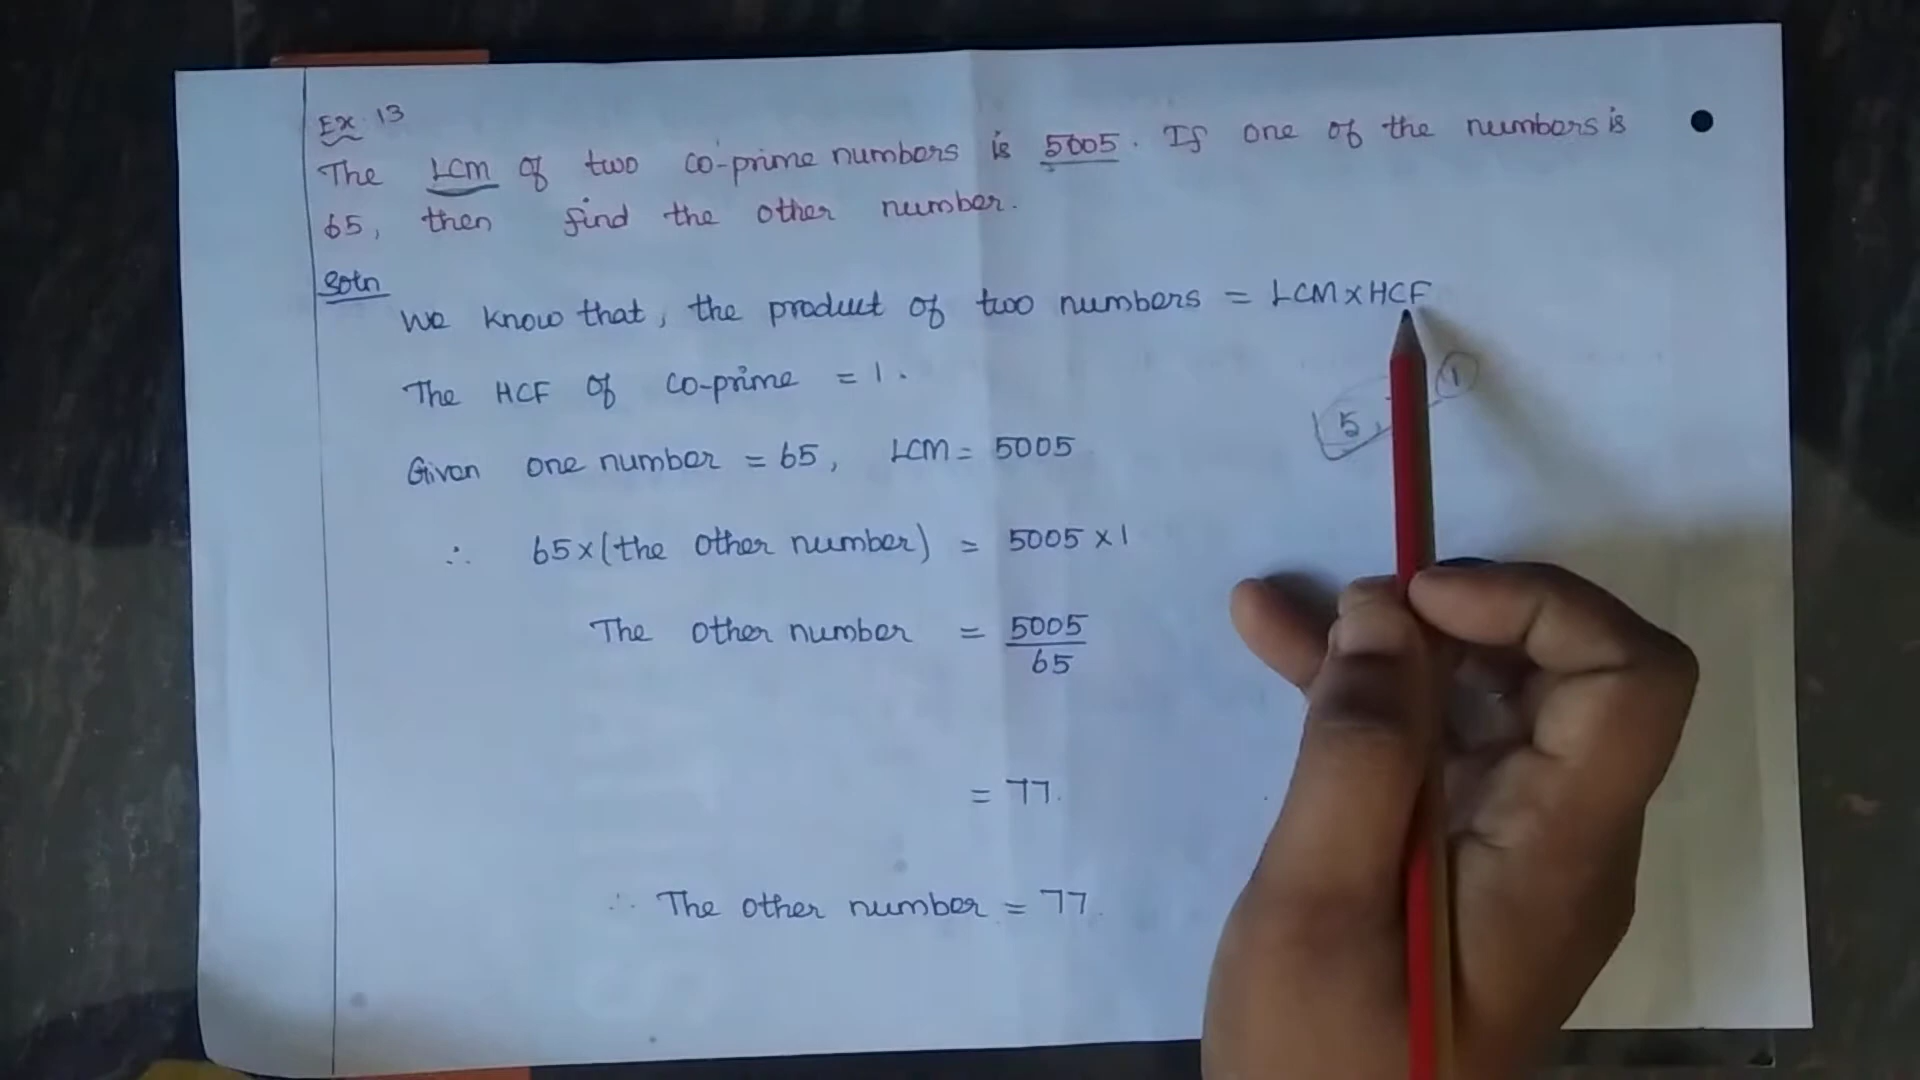 Ex 13
The LCM of two co-prime numbers is 5005. If one of the numbers is
65, then find the other number.
Soln
We know that, the product of two numbers = LCM x HCF
The HCF of co-prime = 1.
5, 1
Given one number = 65, LCM = 5005
∴ 65 x (the other number) = 5005 x 1
The other number = 5005
65
= 77.
∴ The other number = 77.